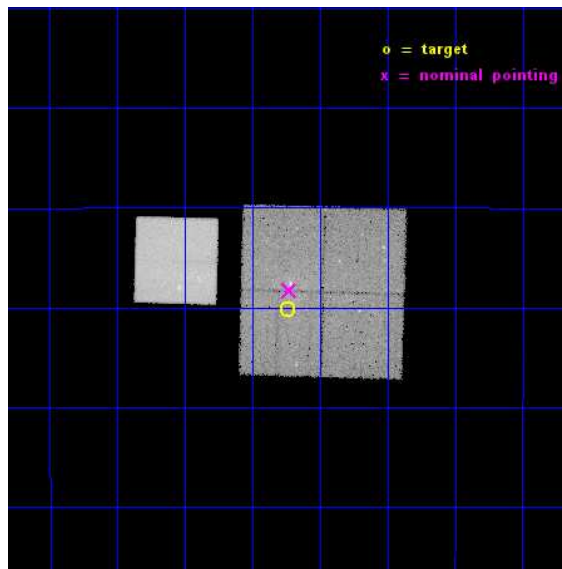 o = target
x = nominal pointing